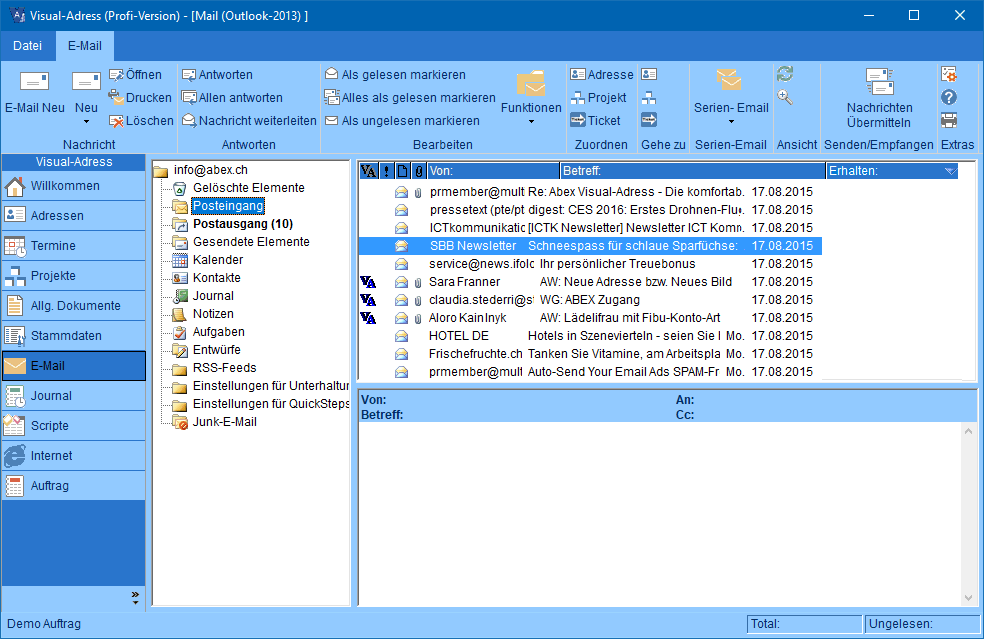 Visual-Adress (Profi-Version) - [Mail (Outlook-2013) ]
Datei E-Mail
E-Mail Neu
Neu
Öffnen
Drucken
Löschen
Nachricht
Antworten
Allen antworten
Nachricht weiterleiten
Antworten
Als gelesen markieren
Alles als gelesen markieren
Als ungelesen markieren
Funktionen
Bearbeiten
Adresse
Projekt
Ticket
Zuordnen
Gehe zu
Serien- Email
Serien-Email
Ansicht
Nachrichten
Übermitteln
Senden/Empfangen
Extras
Visual-Adress
Willkommen
Adressen
Termine
Projekte
Allg. Dokumente
Stammdaten
E-Mail
Journal
Scripte
Internet
Auftrag
info@abex.ch
Gelöschte Elemente
Posteingang
Postausgang (10)
Gesendete Elemente
Kalender
Kontakte
Journal
Notizen
Aufgaben
Entwürfe
RSS-Feeds
Einstellungen für Unterhaltur
Einstellungen für QuickSteps
Junk-E-Mail
VA ! Von: Betreff: Erhalten:
prmember@mult Re: Abex Visual-Adress - Die komfortab. 17.08.2015
pressetext (pte/pt digest: CES 2016: Erstes Drohnen-Flu 17.08.2015
ICTkommunikatic [ICTK Newsletter] Newsletter ICT Komn 17.08.2015
SBB Newsletter Schneespass für schlaue Sparfüchse: 17.08.2015
service@news.ifolc Ihr persönlicher Treuebonus 17.08.2015
VA Sara Franner AW: Neue Adresse bzw. Neues Bild 17.08.2015
VA claudia.stederri@st WG: ABEX Zugang 17.08.2015
VA Aloro Kain Inyk AW: Lädelifrau mit Fibu-Konto-Art 17.08.2015
HOTEL DE Hotels in Szenevierteln - seien Sie I Mo. 17.08.2015
Frischefruchte.ch Tanken Sie Vitamine, am Arbeitspla Mo. 17.08.2015
prmember@mult Auto-Send Your Email Ads SPAM-Fr Mo. 17.08.2015
Von: An:
Betreff: Cc:
Demo Auftrag
Total:
Ungelesen: